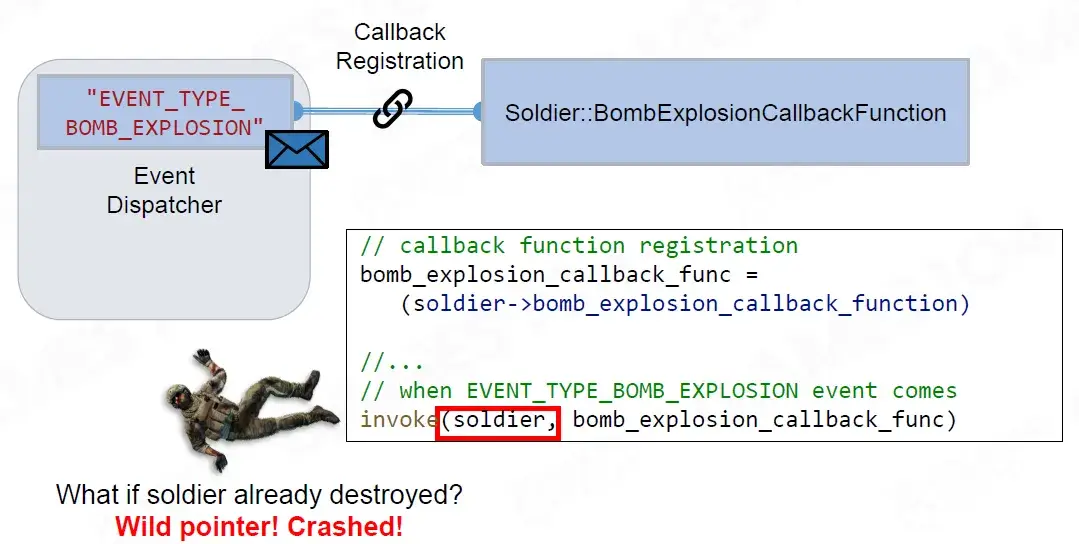 Callback
Registration
"EVENT_TYPE_
BOMB_EXPLOSION"
Event
Dispatcher
Soldier::BombExplosionCallbackFunction
// callback function registration
bomb_explosion_callback_func =
(soldier->bomb_explosion_callback_function)
//...
// when EVENT_TYPE_BOMB_EXPLOSION event comes
invoke(soldier, bomb_explosion_callback_func)
What if soldier already destroyed?
Wild pointer! Crashed!